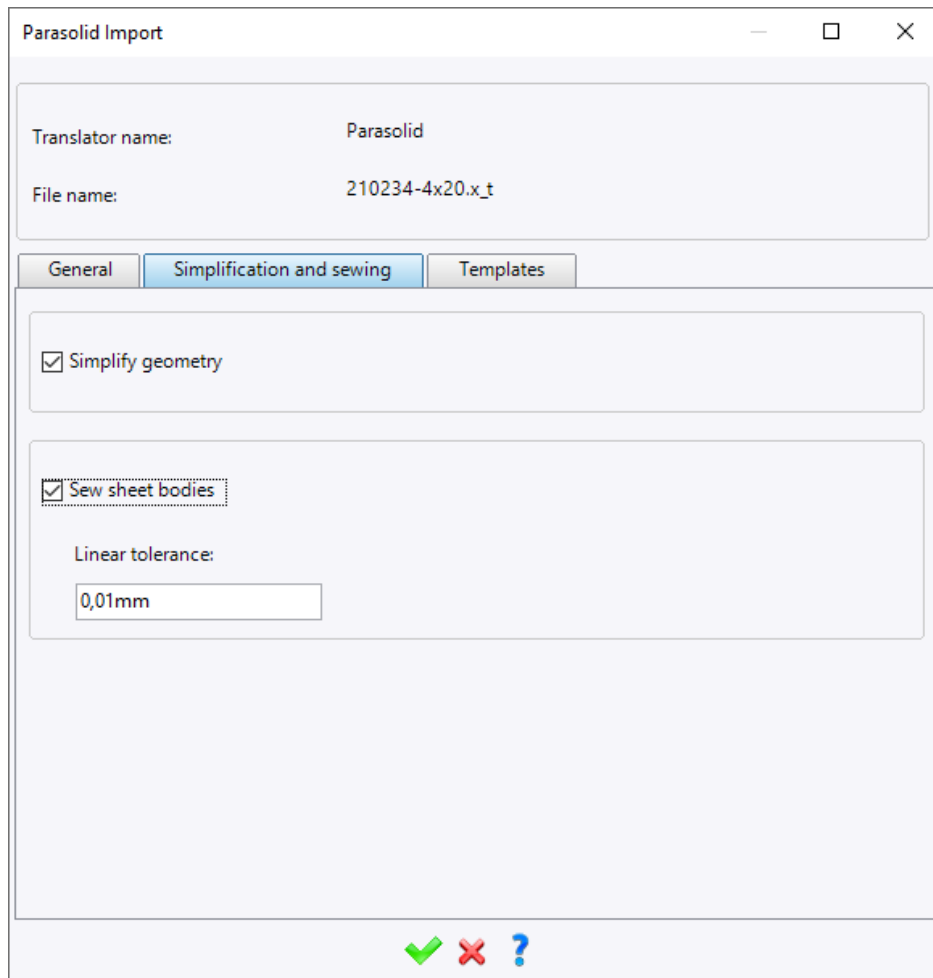 Parasolid Import
Translator name: Parasolid
File name: 210234-4x20.x_t
General Simplification and sewing Templates
Simplify geometry
Sew sheet bodies
Linear tolerance:
0,01mm